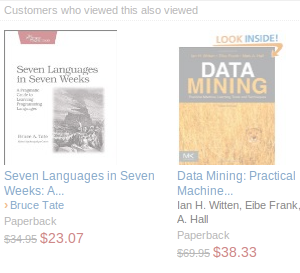 Customers who viewed this also viewed
Seven Languages
in Seven Weeks
A Pragmatic
Guide to
Learning
Programming
Languages
Bruce A. Tate
LOOK INSIDE!
DATA
MINING
Seven Languages in Seven
Weeks: A...
› Bruce Tate
Paperback
$34.95 $23.07
Data Mining: Practical
Machine...
Ian H. Witten, Eibe Frank,
A. Hall
Paperback
$69.95 $38.33